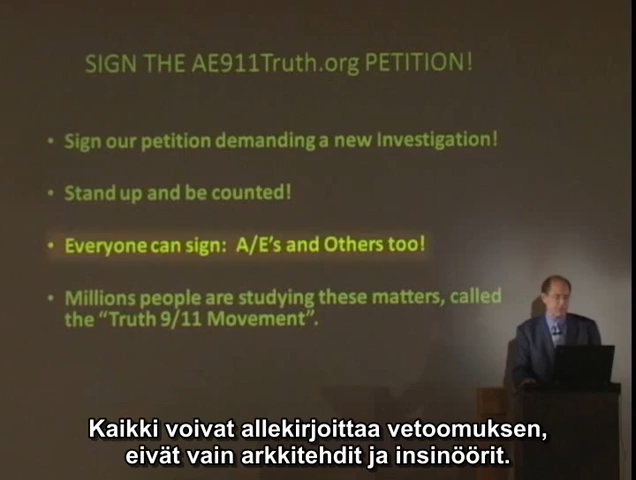 SIGN THE AE911Truth.org PETITION!
• Sign our petition demanding a new Investigation!
• Stand up and be counted!
• Everyone can sign: A/E's and Others too!
• Millions people are studying these matters, called
the "Truth 9/11 Movement".
Kaikki voivat allekirjoittaa vetoomuksen,
eivät vain arkkitehdit ja insinöörit.